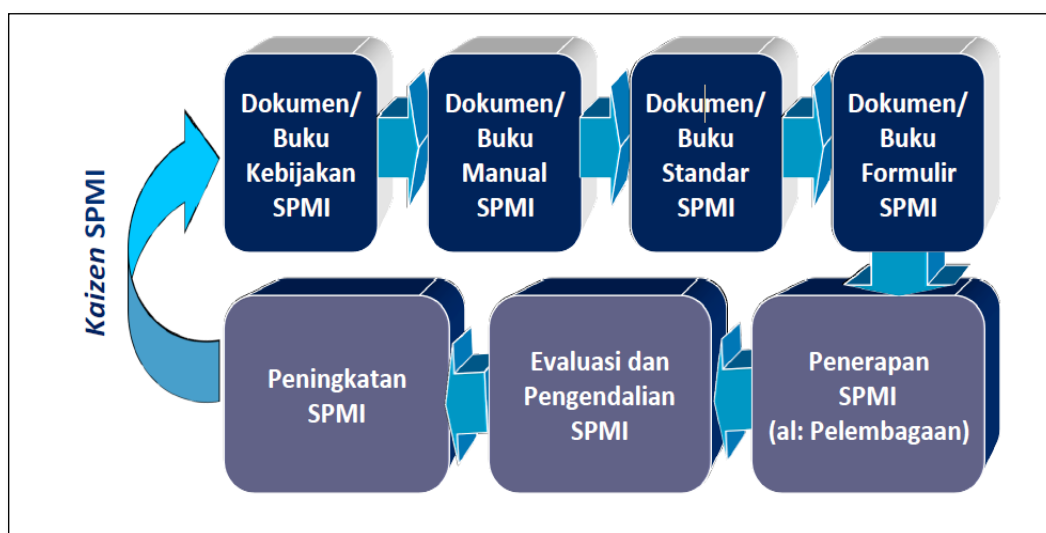 Dokumen/
Buku
Kebijakan
SPMI
Dokumen/
Buku
Manual
SPMI
Dokumen/
Buku
Standar
SPMI
Dokumen/
Buku
Formulir
SPMI
Kaizen SPMI
Peningkatan
SPMI
Evaluasi dan
Pengendalian
SPMI
Penerapan
SPMI
(al: Pelembagaan)